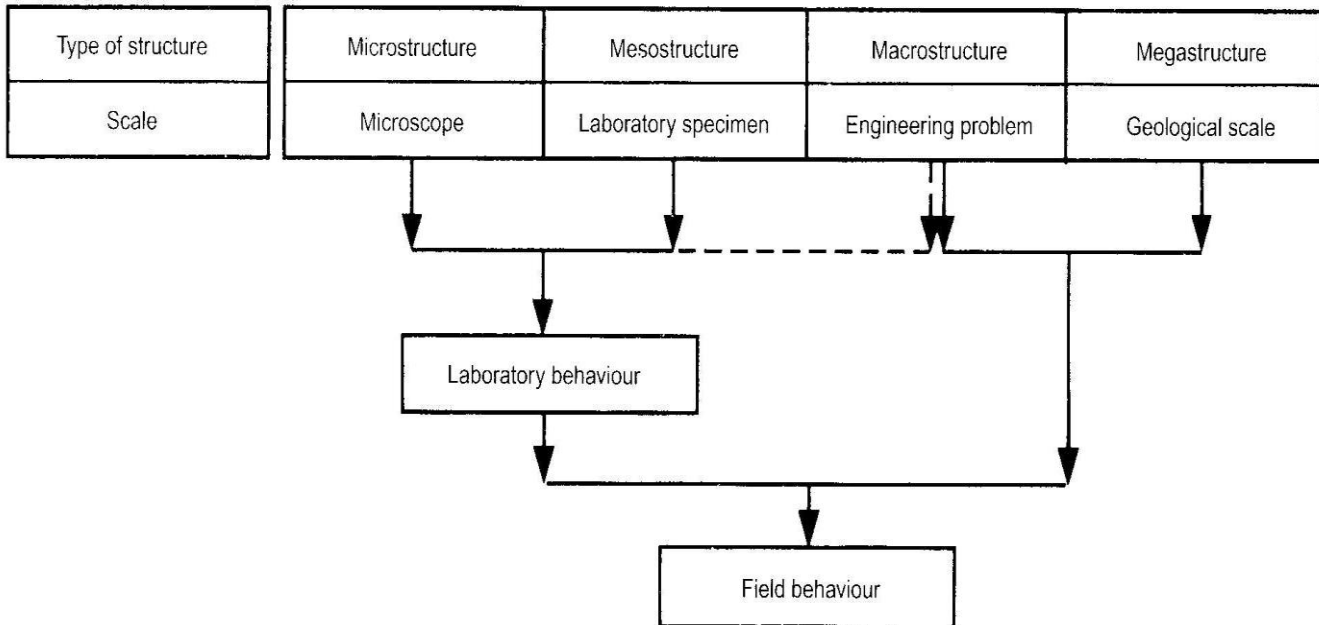 Type of structure
Microstructure
Mesostructure
Macrostructure
Megastructure
Scale
Microscope
Laboratory specimen
Engineering problem
Geological scale
Laboratory behaviour
Field behaviour